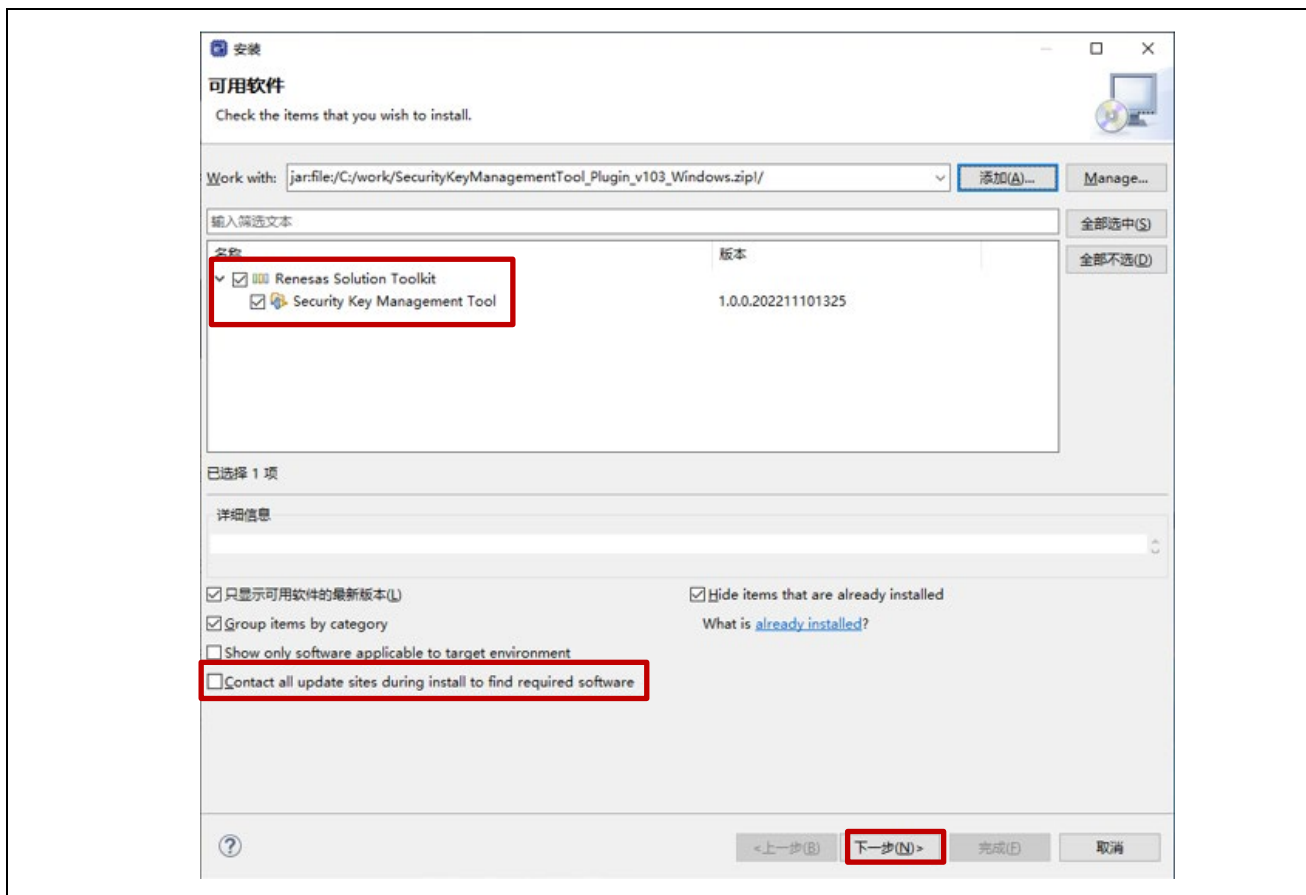 安装
可用软件
Check the items that you wish to install.
Work with: jar:file:/C:/work/SecurityKeyManagementTool_Plugin_v103_Windows.zip!/ 添加(A)... Manage...
输入筛选文本 全部选中(S)
名称 版本 全部不选(D)
Renesas Solution Toolkit
Security Key Management Tool 1.0.0.202211101325
已选择 1 项
详细信息
只显示可用软件的最新版本(L) Hide items that are already installed
Group items by category What is already installed?
Show only software applicable to target environment
Contact all update sites during install to find required software
<上一步(B) 下一步(N)> 完成(F) 取消